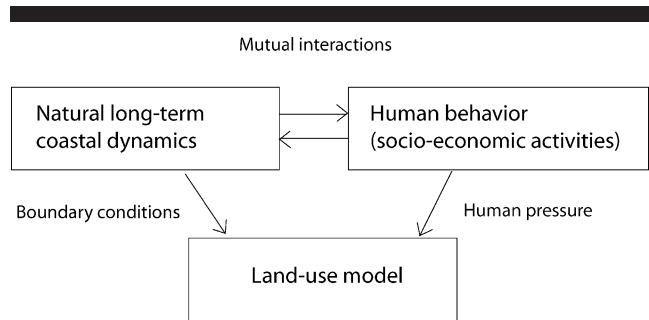 Mutual interactions
Natural long-term
coastal dynamics
Human behavior
(socio-economic activities)
Boundary conditions
Human pressure
Land-use model